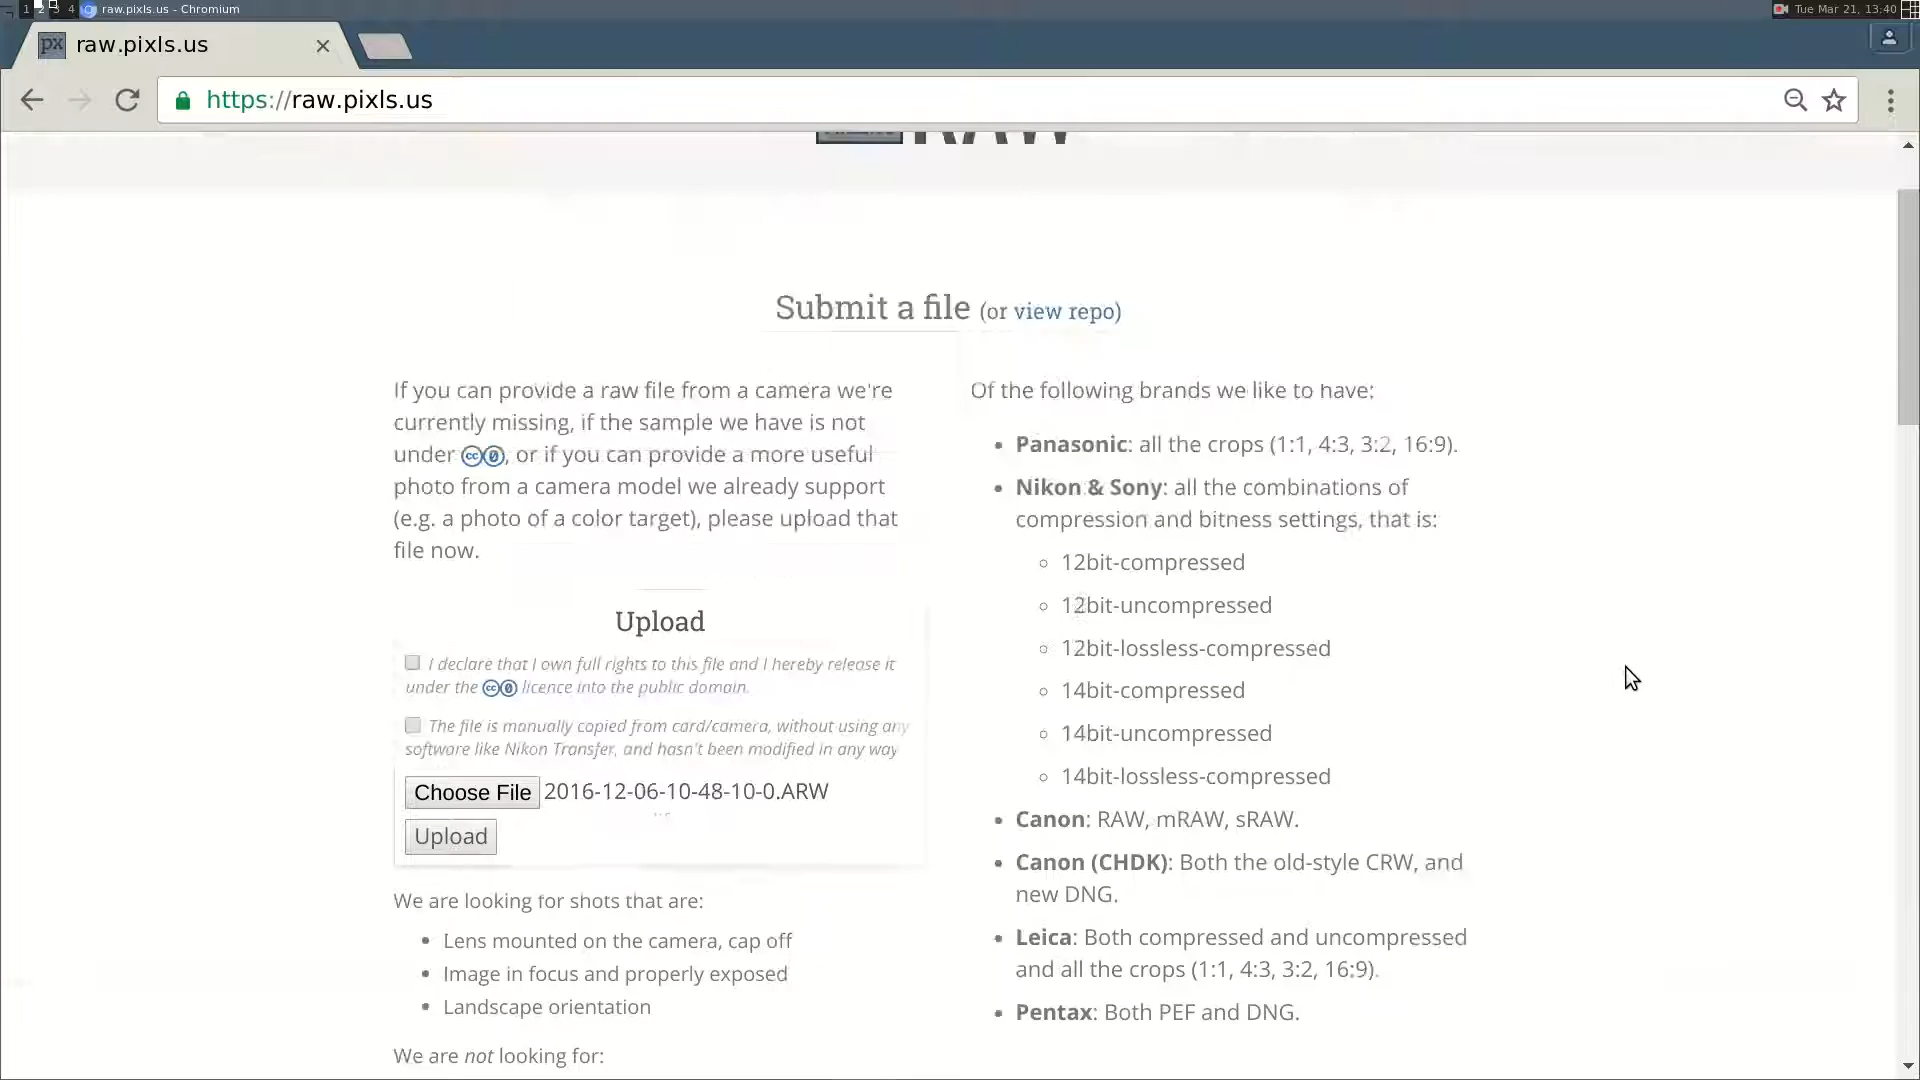 1 2 3 4 raw.pixls.us - Chromium
Tue Mar 21, 13:40
px raw.pixls.us
https://raw.pixls.us
RAW
Submit a file (or view repo)
If you can provide a raw file from a camera we're
currently missing, if the sample we have is not
under cc 0, or if you can provide a more useful
photo from a camera model we already support
(e.g. a photo of a color target), please upload that
file now.
Upload
I declare that I own full rights to this file and I hereby release it
under the cc 0 licence into the public domain.
The file is manually copied from card/camera, without using any
software like Nikon Transfer, and hasn't been modified in any way
Choose File 2016-12-06-10-48-10-0.ARW
Upload
We are looking for shots that are:
Lens mounted on the camera, cap off
Image in focus and properly exposed
Landscape orientation
We are not looking for:
Of the following brands we like to have:
Panasonic: all the crops (1:1, 4:3, 3:2, 16:9).
Nikon & Sony: all the combinations of
compression and bitness settings, that is:
12bit-compressed
12bit-uncompressed
12bit-lossless-compressed
14bit-compressed
14bit-uncompressed
14bit-lossless-compressed
Canon: RAW, mRAW, sRAW.
Canon (CHDK): Both the old-style CRW, and
new DNG.
Leica: Both compressed and uncompressed
and all the crops (1:1, 4:3, 3:2, 16:9).
Pentax: Both PEF and DNG.